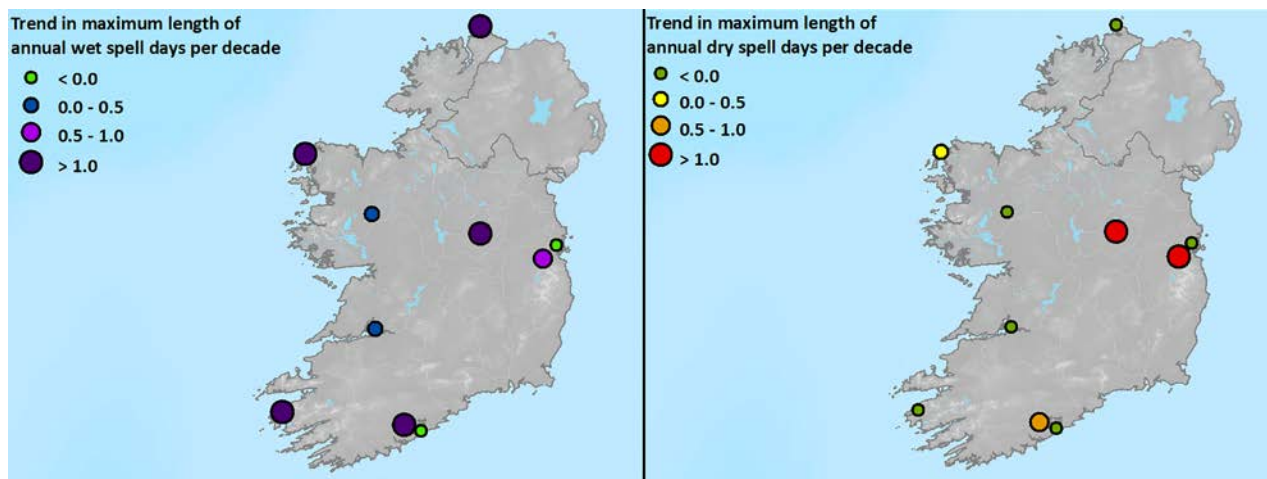 Trend in maximum length of
annual wet spell days per decade
< 0.0
0.0 - 0.5
0.5 - 1.0
> 1.0
Trend in maximum length of
annual dry spell days per decade
< 0.0
0.0 - 0.5
0.5 - 1.0
> 1.0